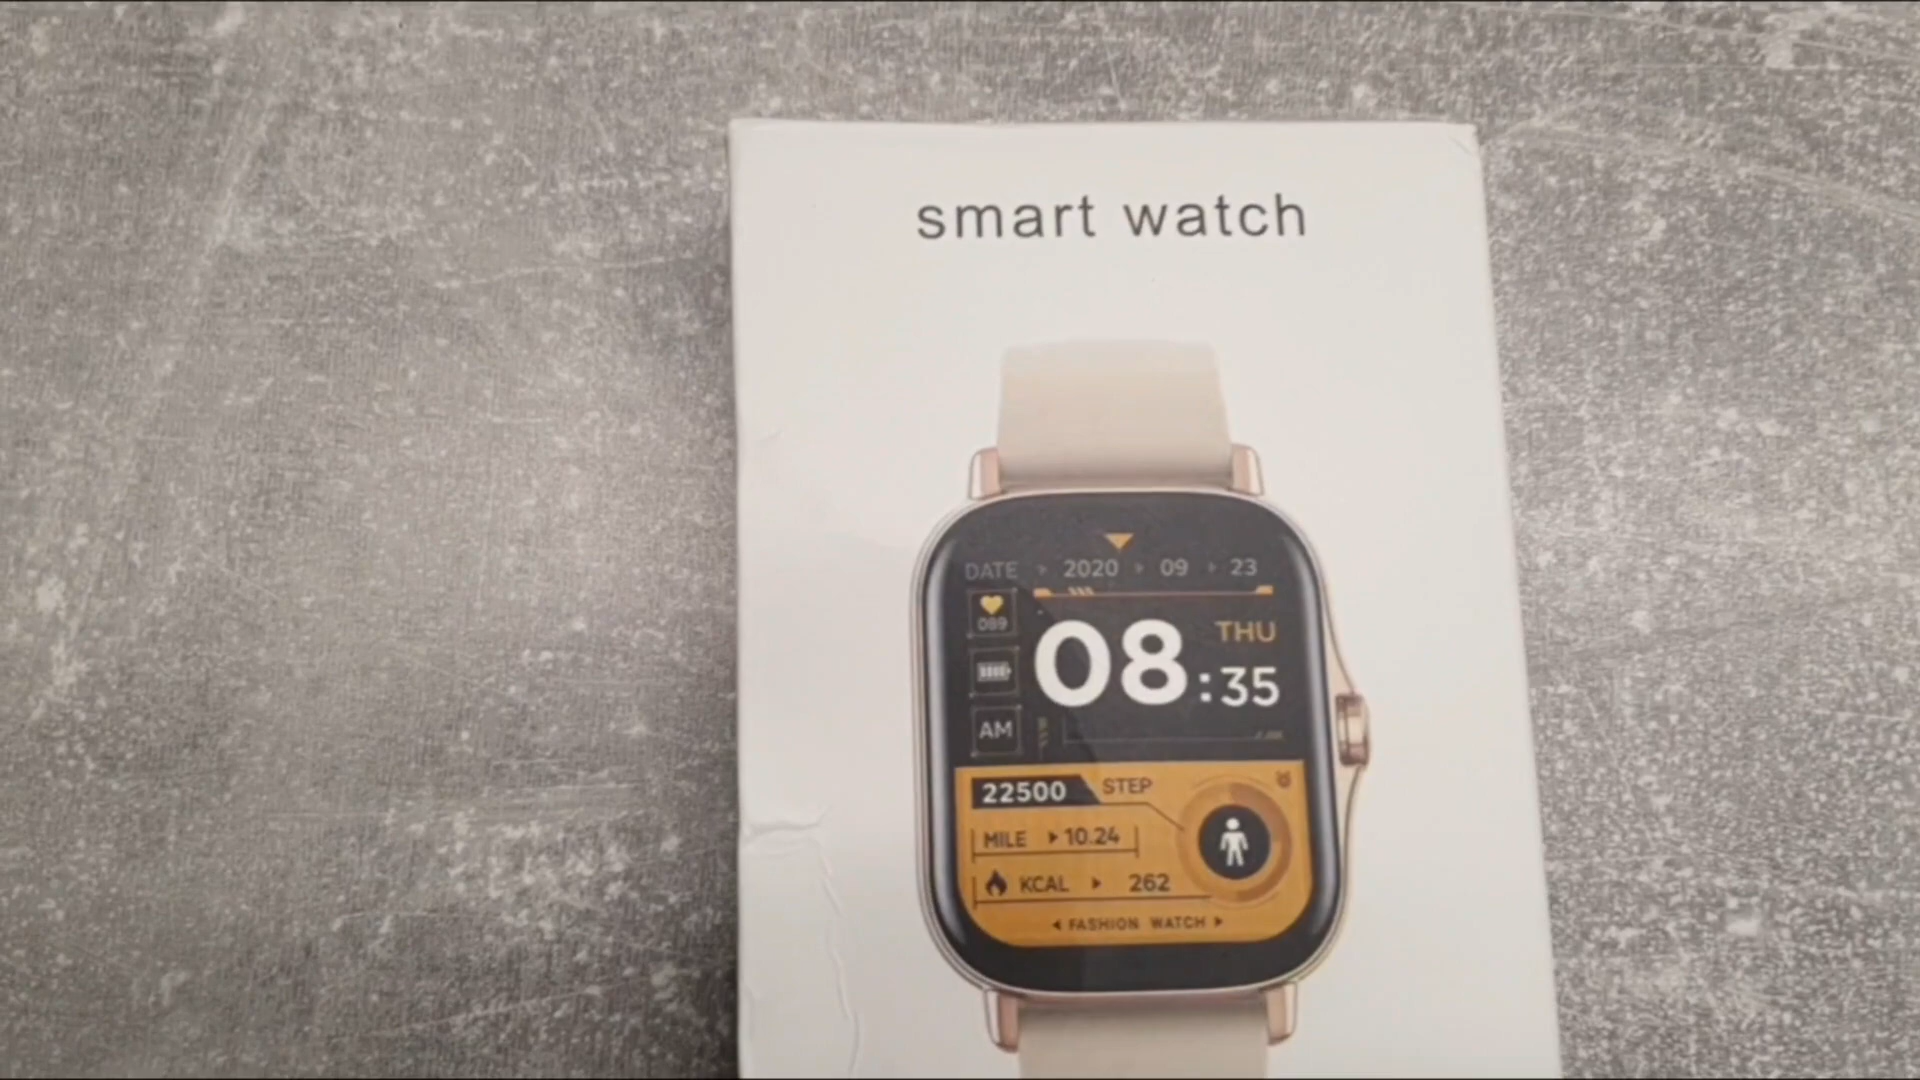 smart watch
DATE 2020 09 23
089
08:35 THU
AM
22500 STEP
MILE 10.24
KCAL 262
FASHION WATCH